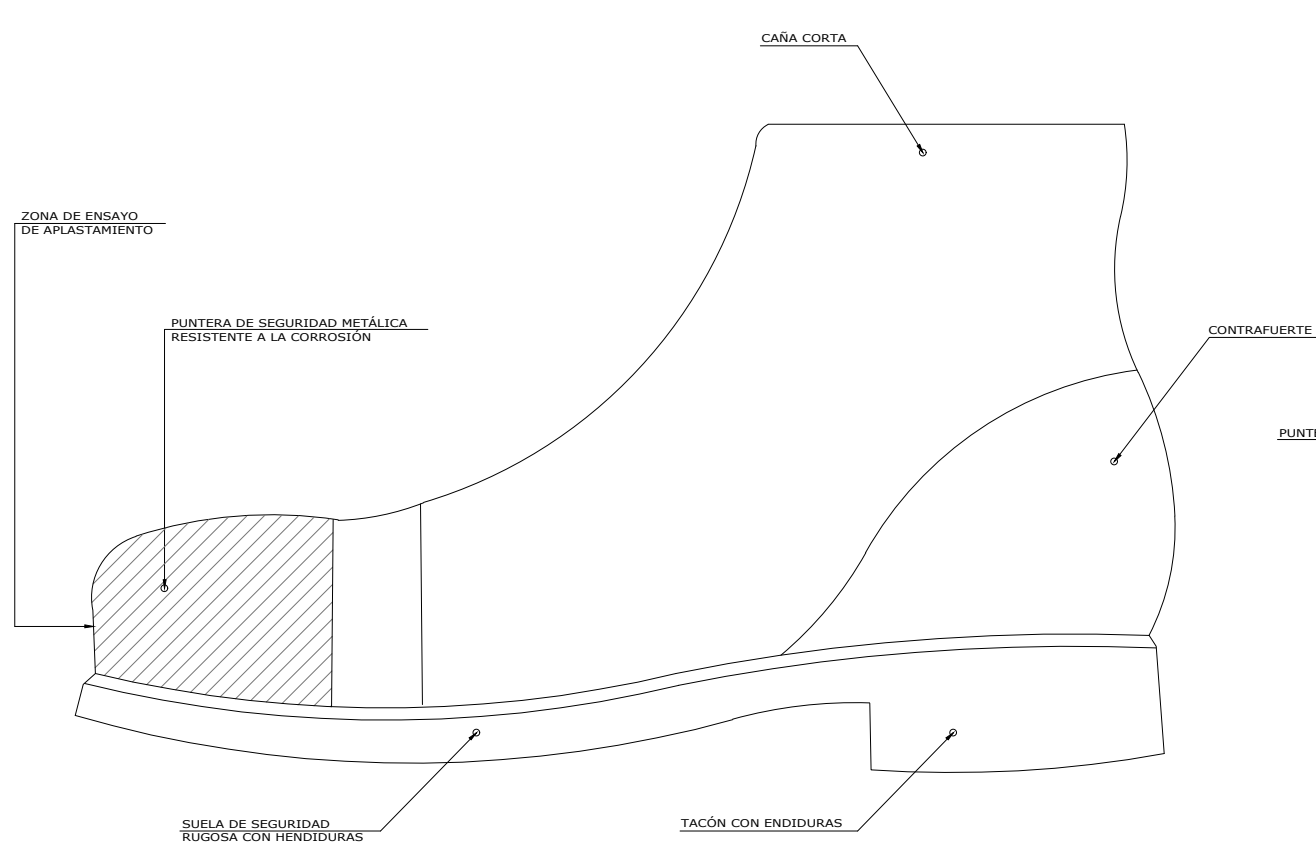 CAÑA CORTA
ZONA DE ENSAYO
DE APLASTAMIENTO
PUNTERA DE SEGURIDAD METÁLICA
RESISTENTE A LA CORROSIÓN
CONTRAFUERTE
PUNT
SUELA DE SEGURIDAD
RUGOSA CON HENDIDURAS
TACÓN CON ENDIDURAS